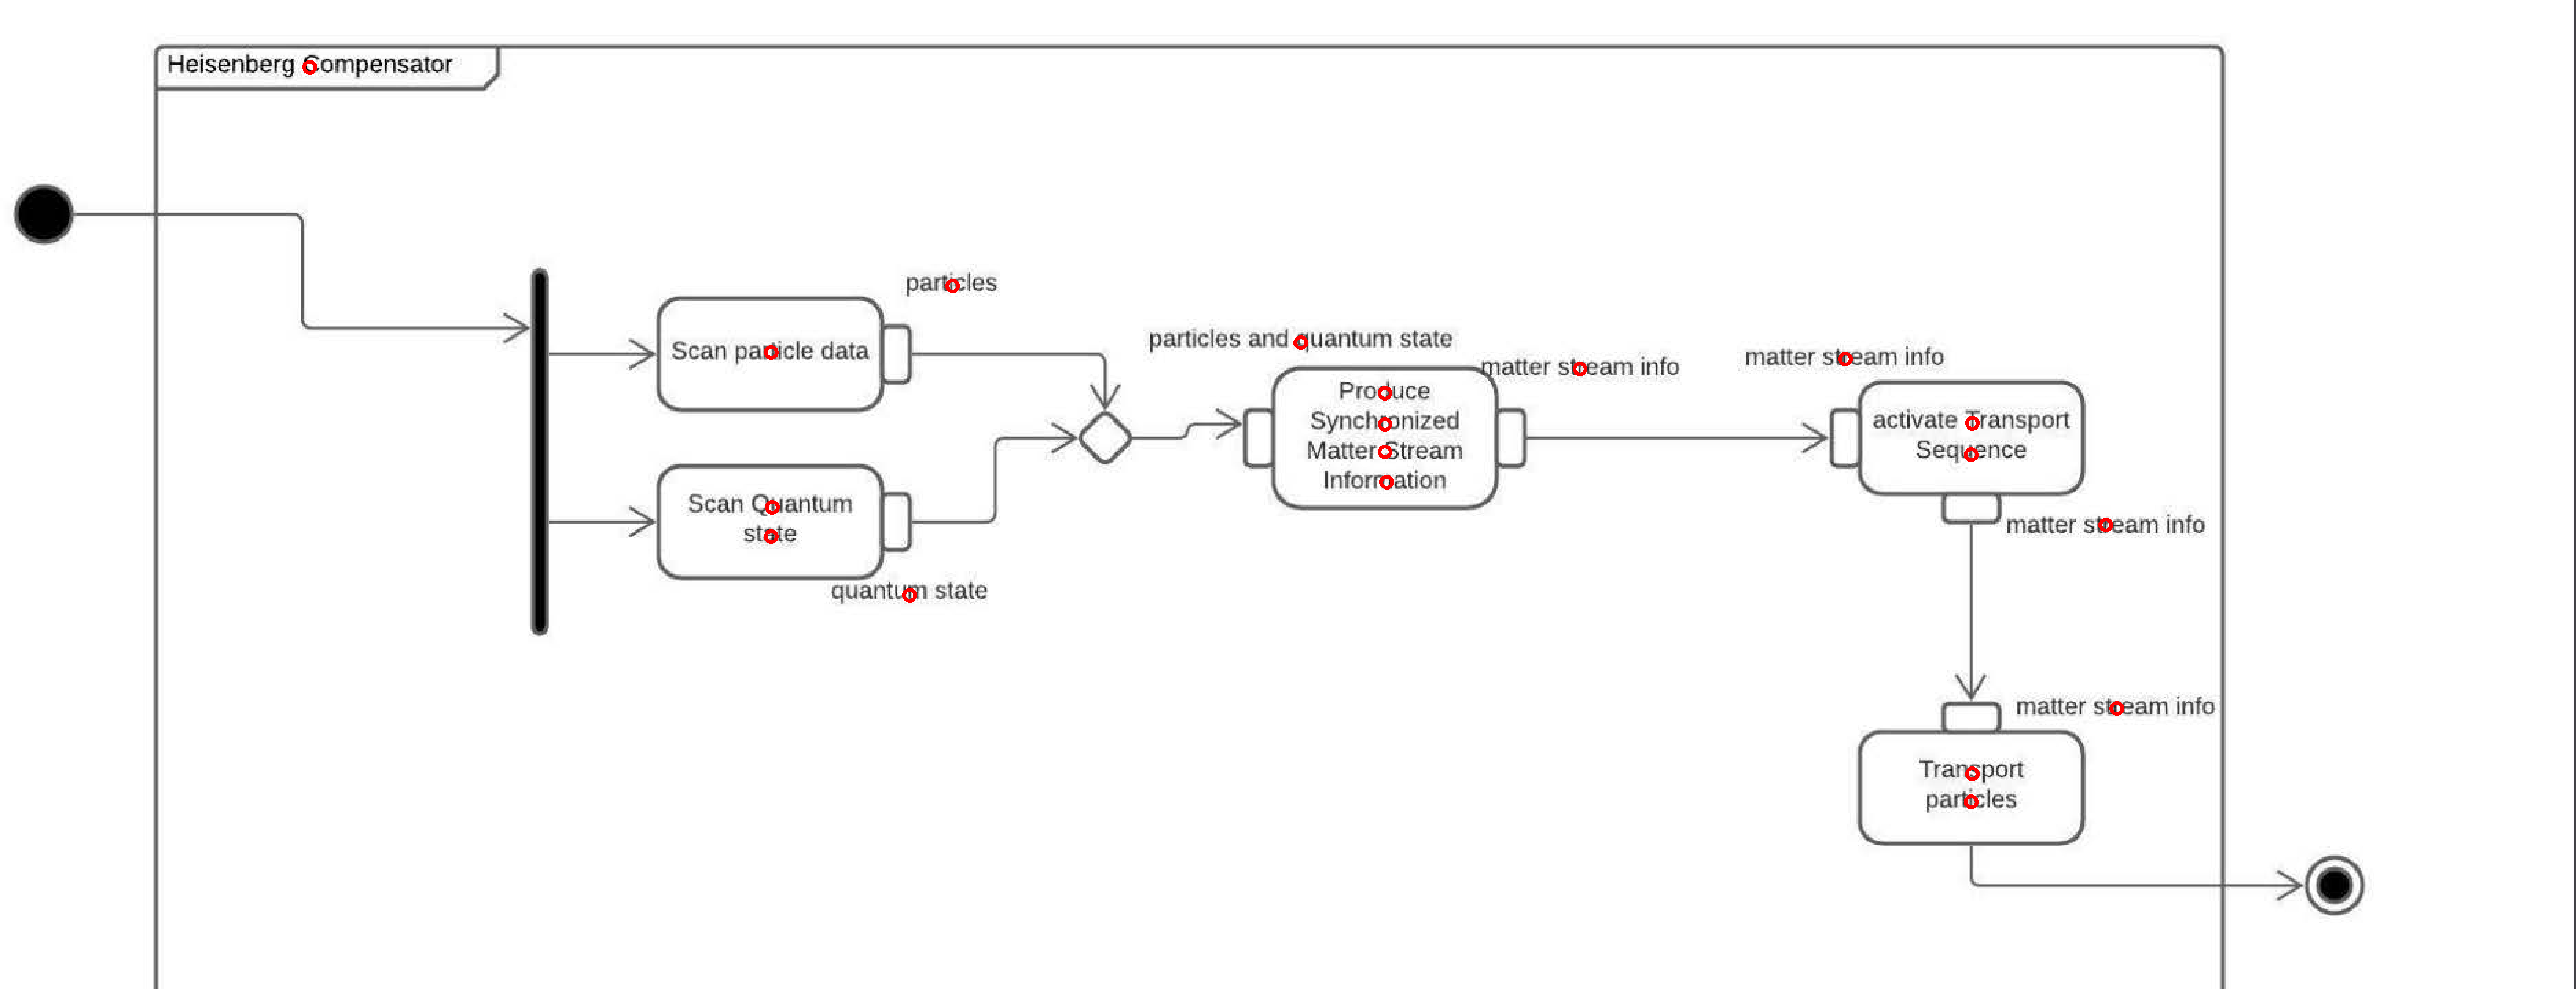 Heisenberg Compensator
particles
Scan particle data
Scan Quantum
state
quantum state
particles and quantum state
Produce
Synchronized
Matter Stream
Information
matter stream info
matter stream info
activate Transport
Sequence
matter stream info
matter stream info
Transport
particles